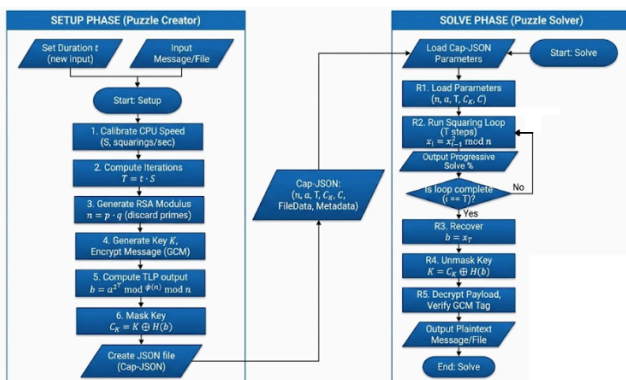 SETUP PHASE (Puzzle Creator)
Set Duration t
(new input)
Input
Message/File
Start: Setup
1. Calibrate CPU Speed
(S, squarings/sec)
2. Compute Iterations
T = t · S
3. Generate RSA Modulus
n = p · q (discard primes)
4. Generate Key K,
Encrypt Message (GCM)
5. Compute TLP output
b = a^{2^T mod ϕ(n)} mod n
6. Mask Key
C_K = K ⊕ H(b)
Create JSON file
(Cap-JSON)
Cap-JSON:
(n, a, T, C_K, C,
FileData, Metadata)
SOLVE PHASE (Puzzle Solver)
Load Cap-JSON
Parameters
Start: Solve
R1. Load Parameters
(n, a, T, C_K, C)
R2. Run Squaring Loop
(T steps)
x_i = x_{i-1}^2 mod n
Output Progressive
Solve %
Is loop complete
(i == T)?
No
Yes
R3. Recover
b = x_T
R4. Unmask Key
K = C_K ⊕ H(b)
R5. Decrypt Payload,
Verify GCM Tag
Output Plaintext
Message/File
End: Solve